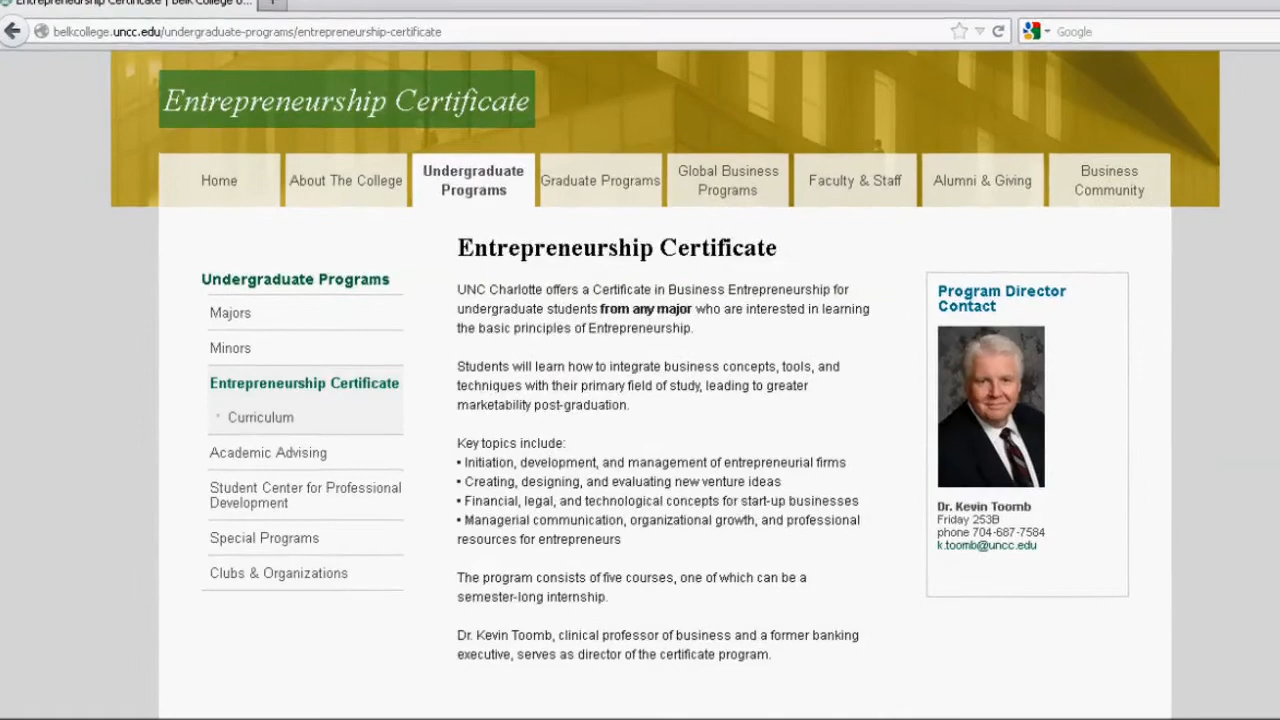 Entrepreneurship Certificate | Belk College o...
belkcollege.uncc.edu/undergraduate-programs/entrepreneurship-certificate
Google
Entrepreneurship Certificate
Home
About The College
Undergraduate
Programs
Graduate Programs
Global Business
Programs
Faculty & Staff
Alumni & Giving
Business
Community
Undergraduate Programs
Majors
Minors
Entrepreneurship Certificate
Curriculum
Academic Advising
Student Center for Professional
Development
Special Programs
Clubs & Organizations
Entrepreneurship Certificate
UNC Charlotte offers a Certificate in Business Entrepreneurship for
undergraduate students from any major who are interested in learning
the basic principles of Entrepreneurship.
Students will learn how to integrate business concepts, tools, and
techniques with their primary field of study, leading to greater
marketability post-graduation.
Key topics include:
• Initiation, development, and management of entrepreneurial firms
• Creating, designing, and evaluating new venture ideas
• Financial, legal, and technological concepts for start-up businesses
• Managerial communication, organizational growth, and professional
resources for entrepreneurs
The program consists of five courses, one of which can be a
semester-long internship.
Dr. Kevin Toomb, clinical professor of business and a former banking
executive, serves as director of the certificate program.
Program Director
Contact
Dr. Kevin Toomb
Friday 253B
phone 704-687-7584
k.toomb@uncc.edu